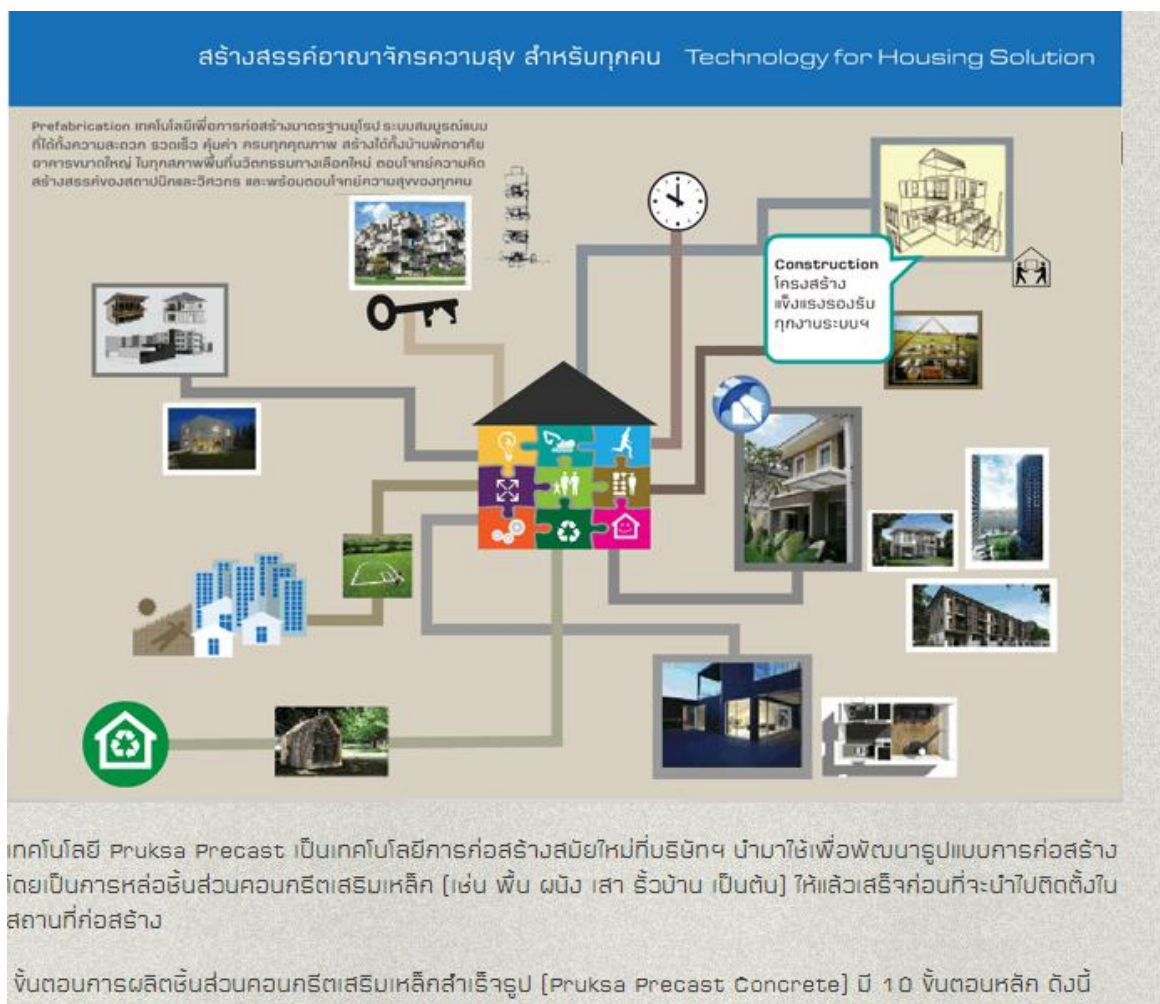 สร้างสรรค์อาณาจักรความสุข สำหรับทุกคน Technology for Housing Solution
Prefabrication เทคโนโลยีเพื่อการก่อสร้างมาตรฐานยุโรป ระบบสมบูรณ์แบบ
ที่ได้ทั้งความสะดวก รวดเร็ว คุ้มค่า ครบทุกคุณภาพ สร้างได้ทั้งบ้านพักอาศัย
อาคารขนาดใหญ่ ในทุกสภาพพื้นที่นวัตกรรมทางเลือกใหม่ ตอบโจทย์ความคิด
สร้างสรรค์ของสถาปนิกและวิศวกร และพร้อมตอบโจทย์ความสุขของทุกคน
Construction
โครงสร้าง
แข็งแรงรองรับ
ทุกงานระบบฯ
เทคโนโลยี Pruksa Precast เป็นเทคโนโลยีการก่อสร้างสมัยใหม่ที่บริษัทฯ นำมาใช้เพื่อพัฒนารูปแบบการก่อสร้าง
โดยเป็นการหล่อชิ้นส่วนคอนกรีตเสริมเหล็ก (เช่น พื้น ผนัง เสา รั้วบ้าน เป็นต้น) ให้แล้วเสร็จก่อนที่จะนำไปติดตั้งใน
สถานที่ก่อสร้าง
ขั้นตอนการผลิตชิ้นส่วนคอนกรีตเสริมเหล็กสำเร็จรูป (Pruksa Precast Concrete) มี 10 ขั้นตอนหลัก ดังนี้